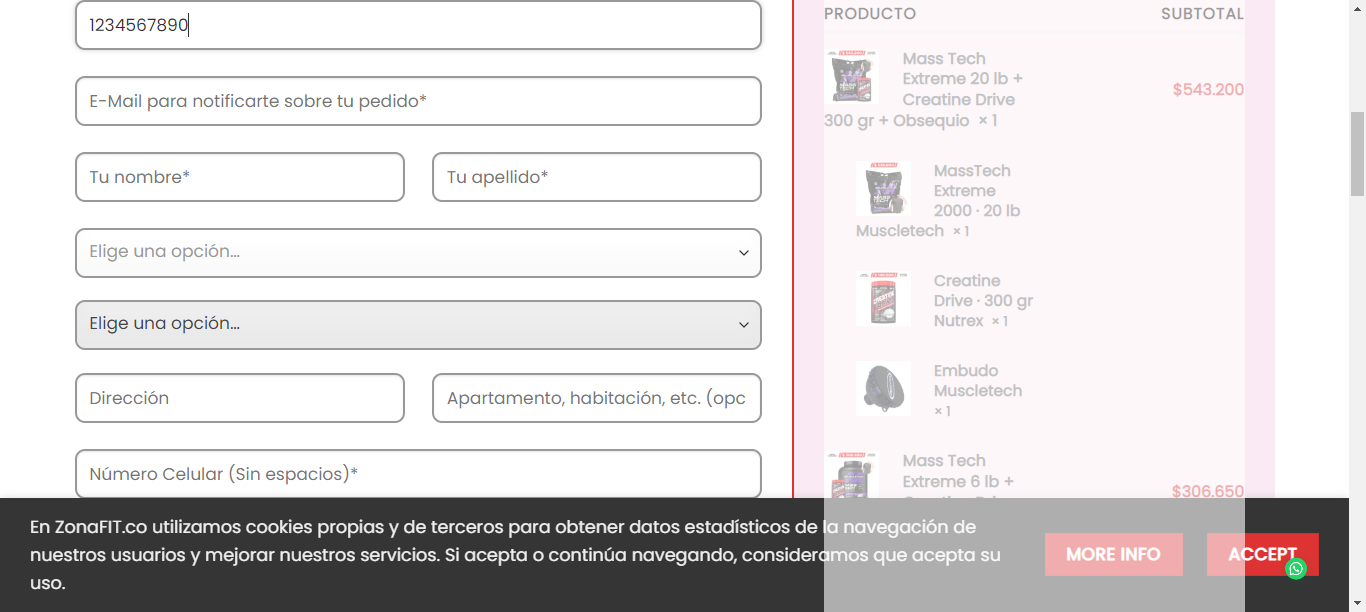 1234567890
E-Mail para notificarte sobre tu pedido*
Tu nombre*
Tu apellido*
Elige una opción...
Elige una opción...
Dirección
Apartamento, habitación, etc. (opc
Número Celular (Sin espacios)*
PRODUCTO
SUBTOTAL
Mass Tech
Extreme 20 lb +
Creatine Drive
300 gr + Obsequio × 1
$543.200
MassTech
Extreme
2000 · 20 lb
Muscletech × 1
Creatine
Drive · 300 gr
Nutrex × 1
Embudo
Muscletech
× 1
Mass Tech
Extreme 6 lb +
$306.650
En ZonaFIT.co utilizamos cookies propias y de terceros para obtener datos estadísticos de la navegación de
nuestros usuarios y mejorar nuestros servicios. Si acepta o continúa navegando, consideramos que acepta su
uso.
MORE INFO
ACCEPT